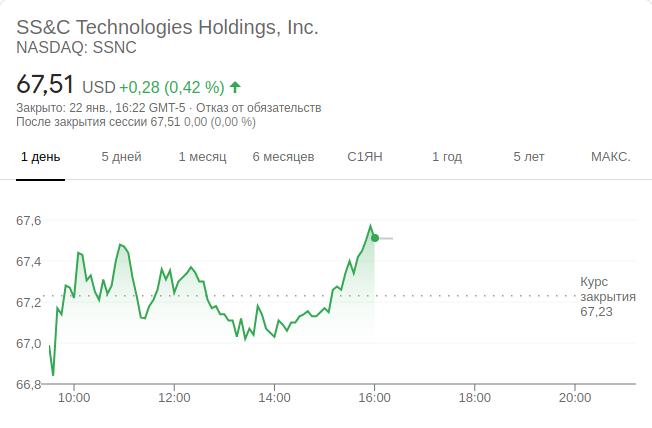 SS&C Technologies Holdings, Inc.
NASDAQ: SSNC
67,51 USD +0,28 (0,42 %)
Закрыто: 22 янв., 16:22 GMT-5 · Отказ от обязательств
После закрытия сессии 67,51 0,00 (0,00 %)
1 день 5 дней 1 месяц 6 месяцев С1ЯН 1 год 5 лет МАКС.
67,6
67,4
67,2
67,0
66,8
Курс
закрытия
67,23
10:00 12:00 14:00 16:00 18:00 20:00